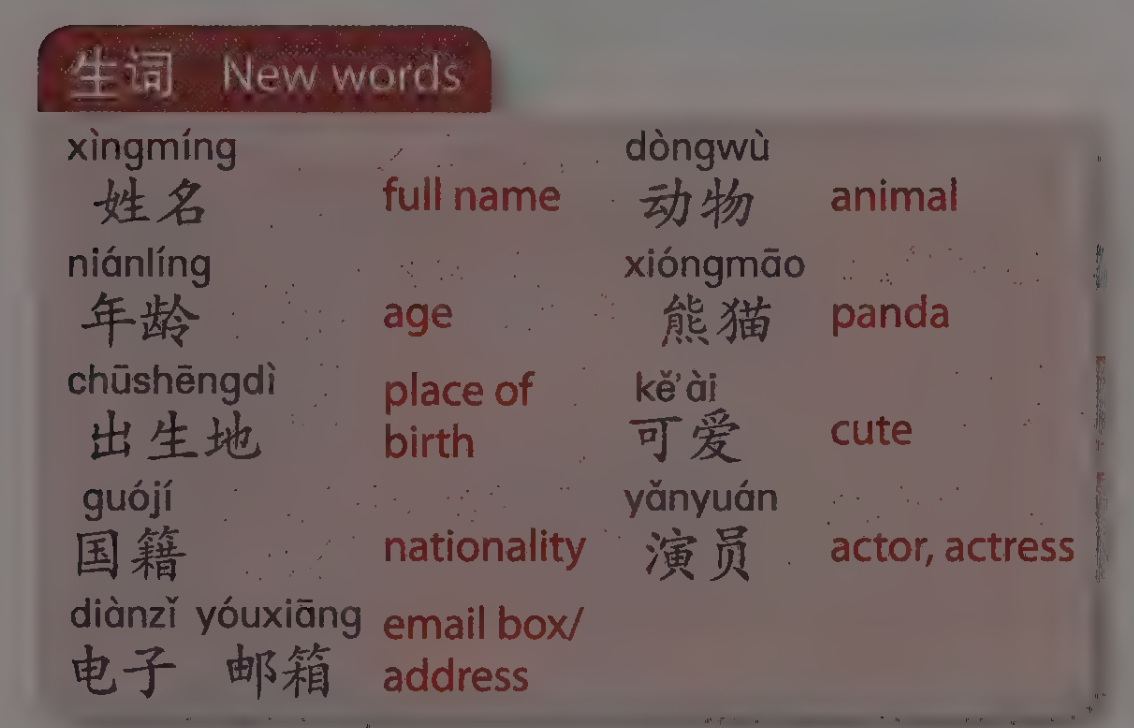 生词 New words
xìngmíng
姓名 full name
niánlíng
年龄 age
chūshēngdì
出生地 place of
birth
guójí
国籍 nationality
diànzǐ yóuxiāng
电子 邮箱 email box/
address
dòngwù
动物 animal
xióngmāo
熊猫 panda
kě'ài
可爱 cute
yǎnyuán
演员 actor, actress